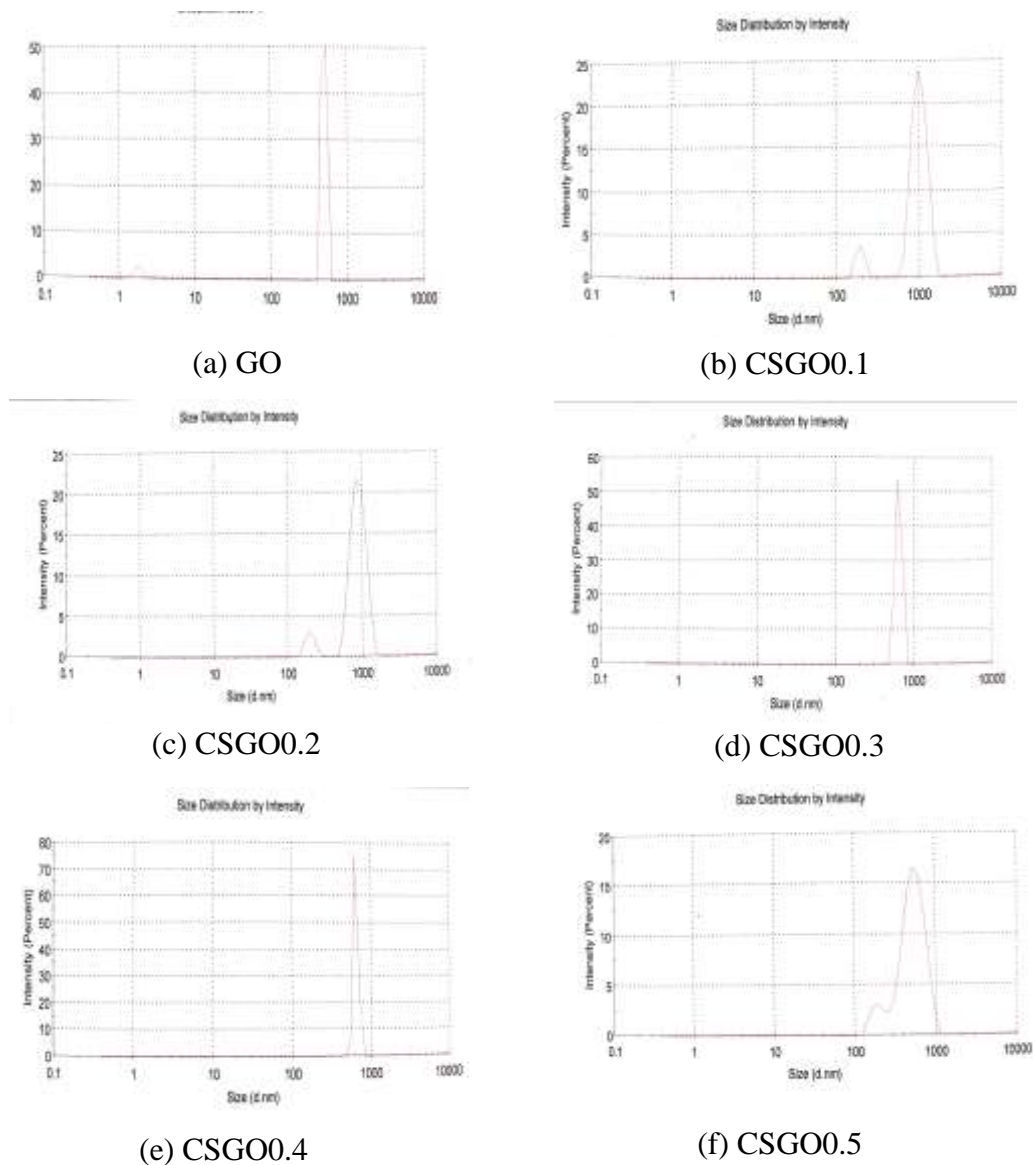 50
40
30
20
10
0
0.1 1 10 100 1000 10000
(a) GO
Size Distribution by Intensity
Intensity (Percent)
25
20
15
10
5
0
0.1 1 10 100 1000 10000
Size (d.nm)
(b) CSGO0.1
Size Distribution by Intensity
Intensity (Percent)
25
20
15
10
5
0
0.1 1 10 100 1000 10000
Size (d.nm)
(c) CSGO0.2
Size Distribution by Intensity
Intensity (Percent)
60
50
40
30
20
10
0
0.1 1 10 100 1000 10000
Size (d.nm)
(d) CSGO0.3
Size Distribution by Intensity
Intensity (Percent)
80
70
60
50
40
30
20
10
0
0.1 1 10 100 1000 10000
Size (d.nm)
(e) CSGO0.4
Size Distribution by Intensity
Intensity (Percent)
15
10
5
0
0.1 1 10 100 1000 10000
Size (d.nm)
(f) CSGO0.5